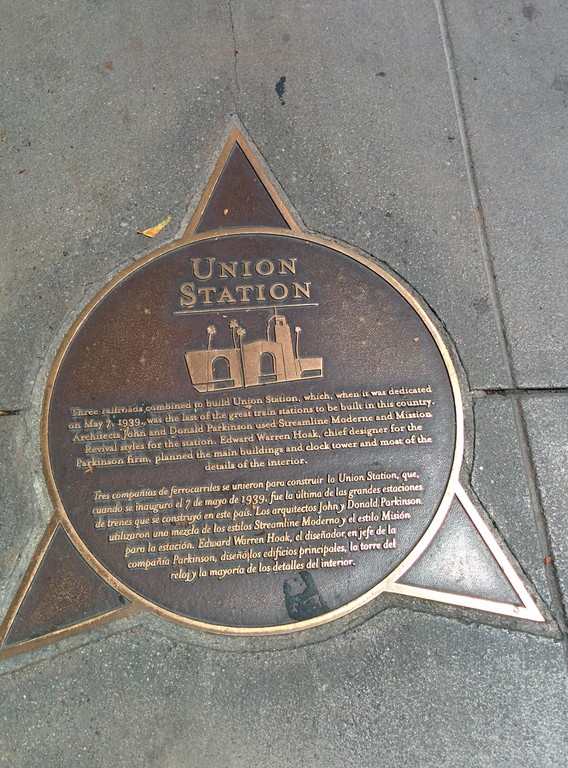 UNION
STATION
Three railroads combined to build Union Station, which, when it was dedicated
on May 7, 1939, was the last of the great train stations to be built in this country.
Architects John and Donald Parkinson used Streamline Moderne and Mission
Revival styles for the station. Edward Warren Hoak, chief designer for the
Parkinson firm, planned the main buildings and clock tower and most of the
details of the interior.
Tres compañias de ferrocarriles se unieron para construir la Union Station, que,
cuando se inauguró el 7 de mayo de 1939, fue la última de las grandes estaciones
de trenes que se construyó en este país. Los arquitectos John y Donald Parkinson
utilizaron una mezcla de los estilos Streamline Moderno y el estilo Misión
para la estación. Edward Warren Hoak, el diseñador en jefe de la
compañia Parkinson, diseñó los edificios principales, la torre del
reloj y la mayoría de los detalles del interior.